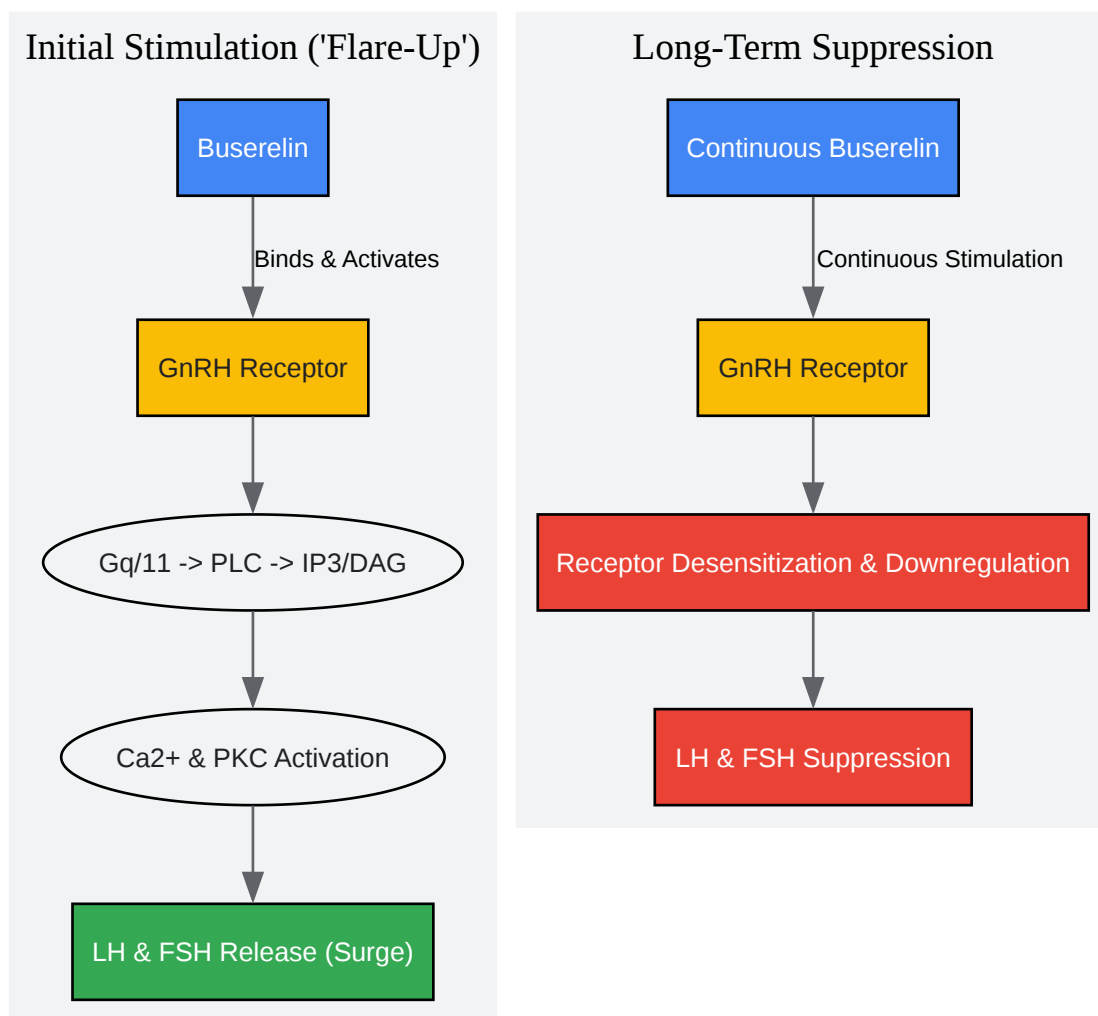 Initial Stimulation ('Flare-Up')
Buserelin
Binds & Activates
GnRH Receptor
Gq/11 -> PLC -> IP3/DAG
Ca2+ & PKC Activation
LH & FSH Release (Surge)
Long-Term Suppression
Continuous Buserelin
Continuous Stimulation
GnRH Receptor
Receptor Desensitization & Downregulation
LH & FSH Suppression